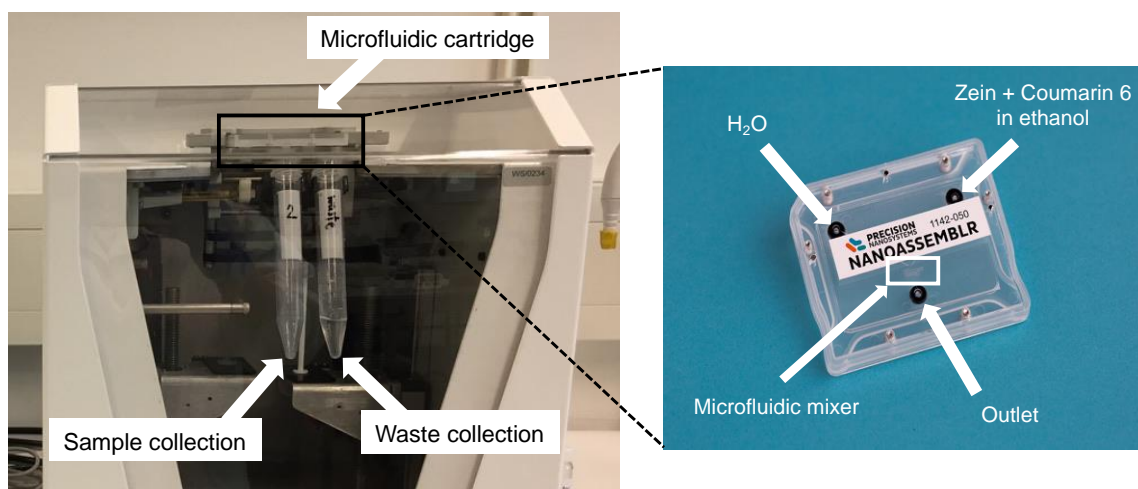 Microfluidic cartridge
WS/0234
2
waste
Sample collection
Waste collection
H₂O
Zein + Coumarin 6
in ethanol
PRECISION
NANOSYSTEMS
1142-050
NANOASSEMBLR
Microfluidic mixer
Outlet